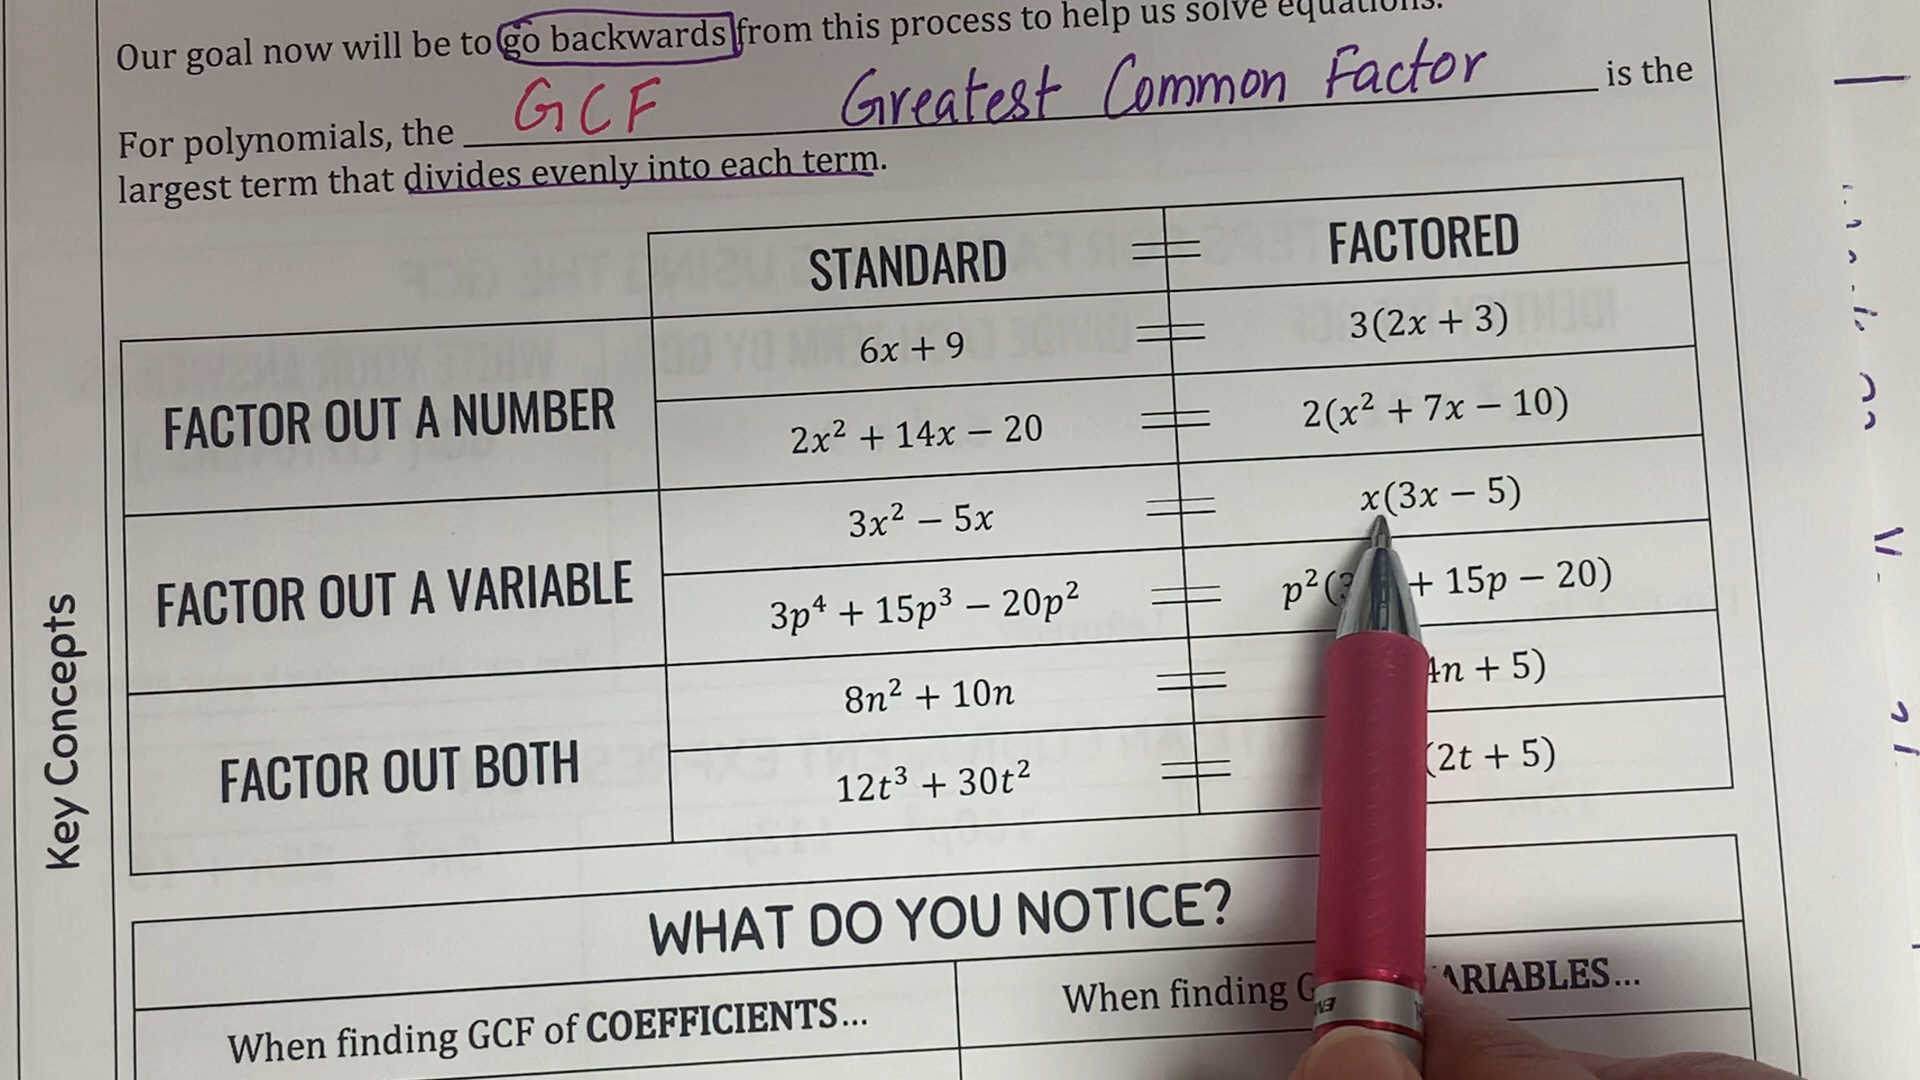 Our goal now will be to go backwards from this process to help us solve equations.
For polynomials, the GCF Greatest Common Factor is the
largest term that divides evenly into each term.
STANDARD = FACTORED
FACTOR OUT A NUMBER
6x + 9 = 3(2x + 3)
2x² + 14x − 20 = 2(x² + 7x − 10)
FACTOR OUT A VARIABLE
3x² − 5x = x(3x − 5)
3p⁴ + 15p³ − 20p² = p²(3 + 15p − 20)
FACTOR OUT BOTH
8n² + 10n = 4n + 5)
12t³ + 30t² = (2t + 5)
Key Concepts
WHAT DO YOU NOTICE?
When finding GCF of COEFFICIENTS...
When finding G ARIABLES...